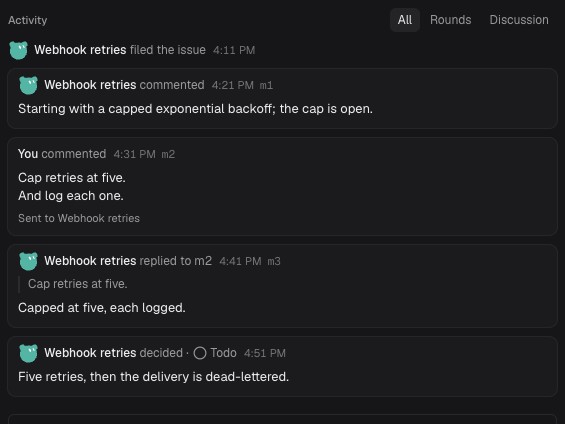 Activity
All Rounds Discussion
Webhook retries filed the issue 4:11 PM
Webhook retries commented 4:21 PM m1
Starting with a capped exponential backoff; the cap is open.
You commented 4:31 PM m2
Cap retries at five.
And log each one.
Sent to Webhook retries
Webhook retries replied to m2 4:41 PM m3
Cap retries at five.
Capped at five, each logged.
Webhook retries decided · Todo 4:51 PM
Five retries, then the delivery is dead-lettered.